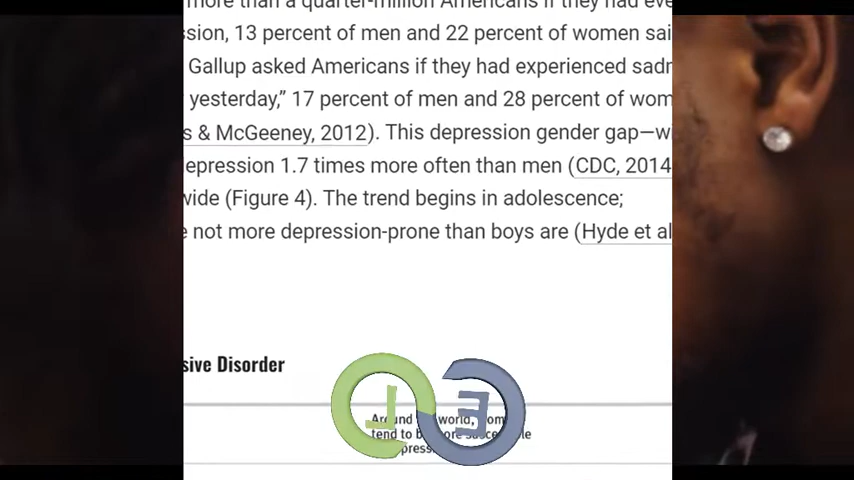 more than a quarter-million Americans if they had eve
ssion, 13 percent of men and 22 percent of women sai
Gallup asked Americans if they had experienced sadn
yesterday,” 17 percent of men and 28 percent of wom
s & McGeeney, 2012). This depression gender gap—w
epression 1.7 times more often than men (CDC, 2014
wide (Figure 4). The trend begins in adolescence;
e not more depression-prone than boys are (Hyde et al
sive Disorder
world,
tend to